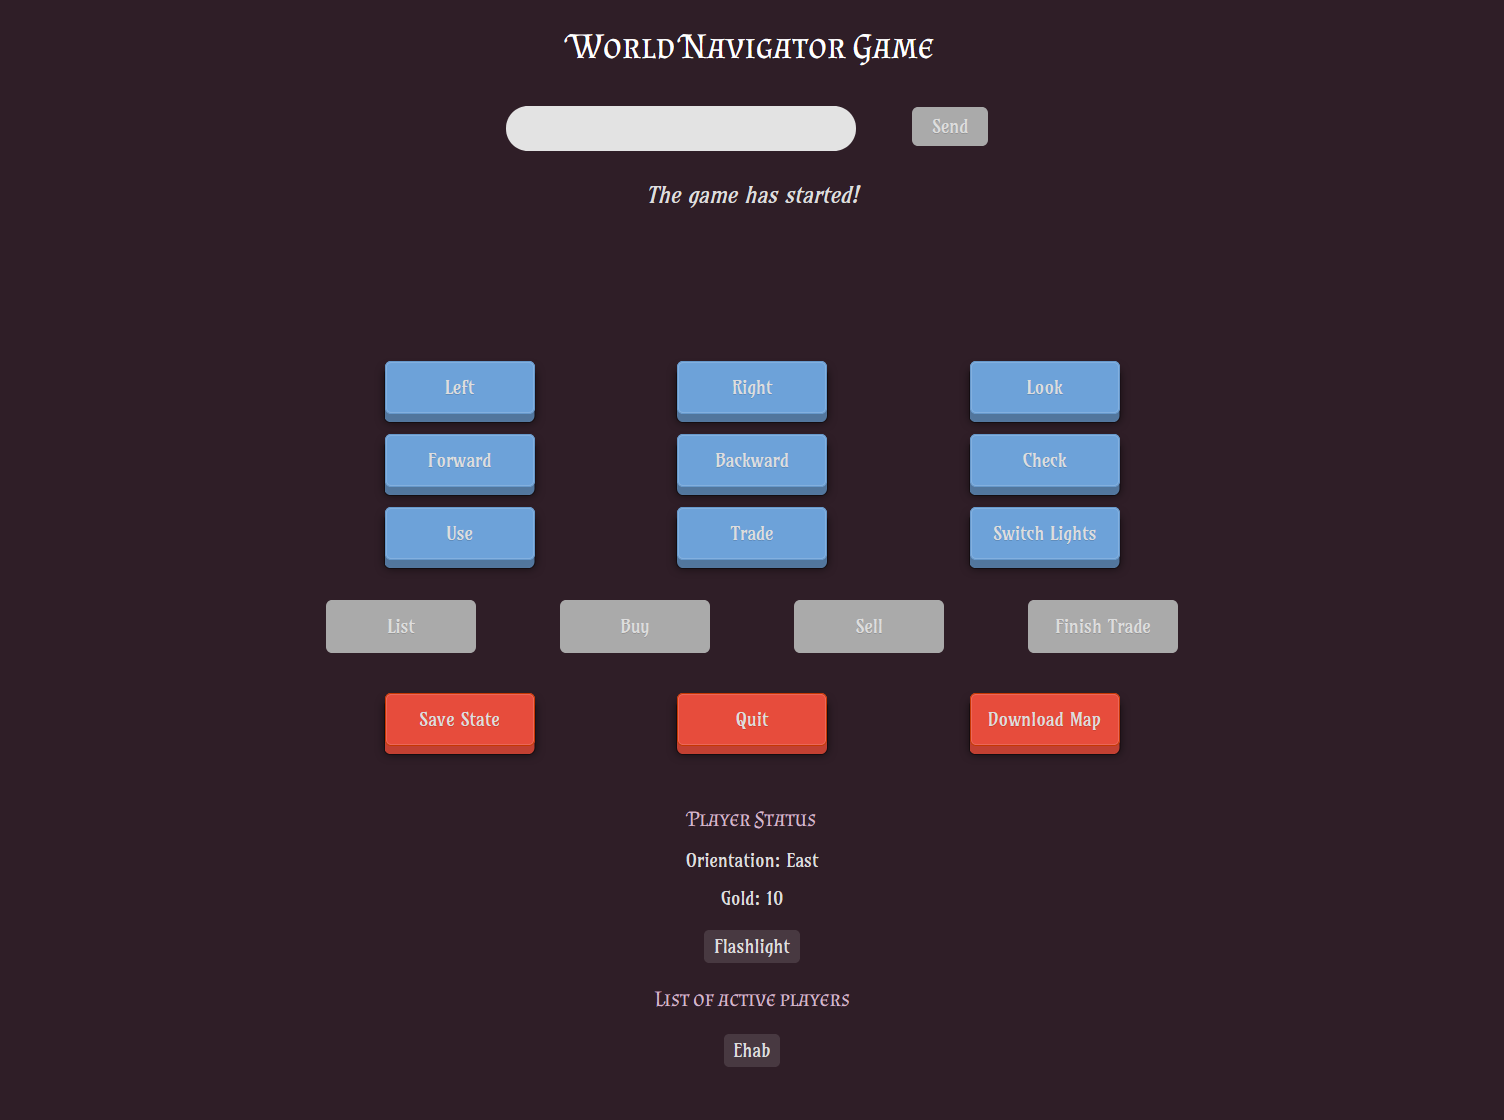 World Navigator Game
Send
The game has started!
Left Right Look
Forward Backward Check
Use Trade Switch Lights
List Buy Sell Finish Trade
Save State Quit Download Map
Player Status
Orientation: East
Gold: 10
Flashlight
List of active players
Ehab